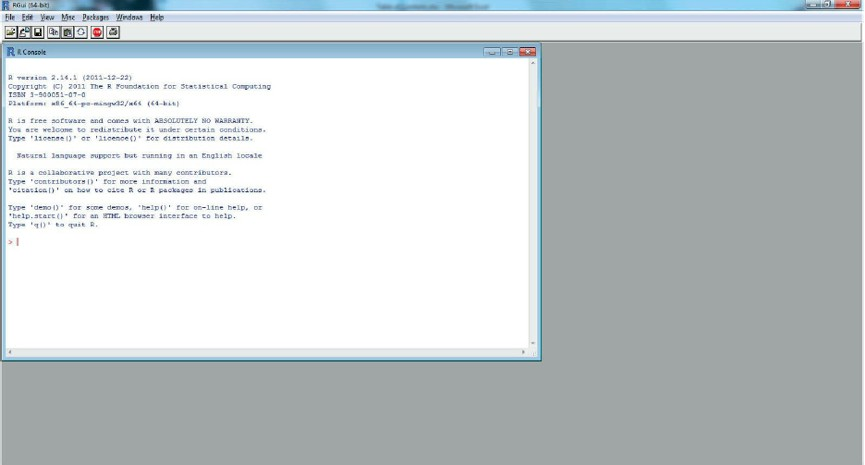 RGui (64-bit)
File Edit View Misc Packages Windows Help
R Console
R version 2.14.1 (2011-12-22)
Copyright (C) 2011 The R Foundation for Statistical Computing
ISBN 3-900051-07-0
Platform: x86_64-pc-mingw32/x64 (64-bit)
R is free software and comes with ABSOLUTELY NO WARRANTY.
You are welcome to redistribute it under certain conditions.
Type 'license()' or 'licence()' for distribution details.
Natural language support but running in an English locale
R is a collaborative project with many contributors.
Type 'contributors()' for more information and
'citation()' on how to cite R or R packages in publications.
Type 'demo()' for some demos, 'help()' for on-line help, or
'help.start()' for an HTML browser interface to help.
Type 'q()' to quit R.
>